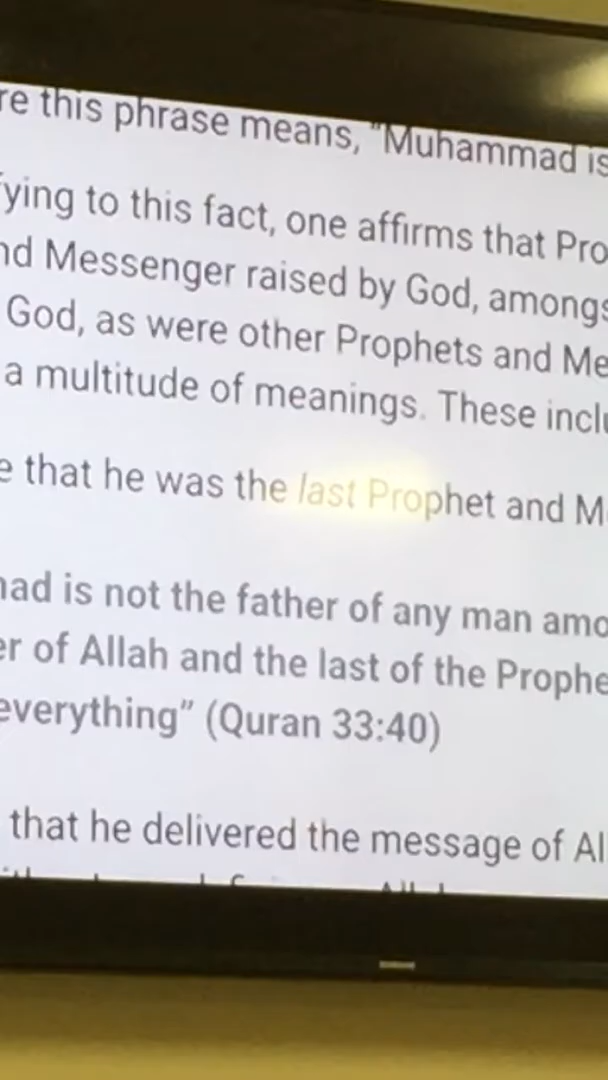 re this phrase means, "Muhammad is
ying to this fact, one affirms that Pro
nd Messenger raised by God, amongs
God, as were other Prophets and Me
a multitude of meanings. These inclu
e that he was the last Prophet and M
mad is not the father of any man amo
er of Allah and the last of the Prophe
everything" (Quran 33:40)
that he delivered the message of Al